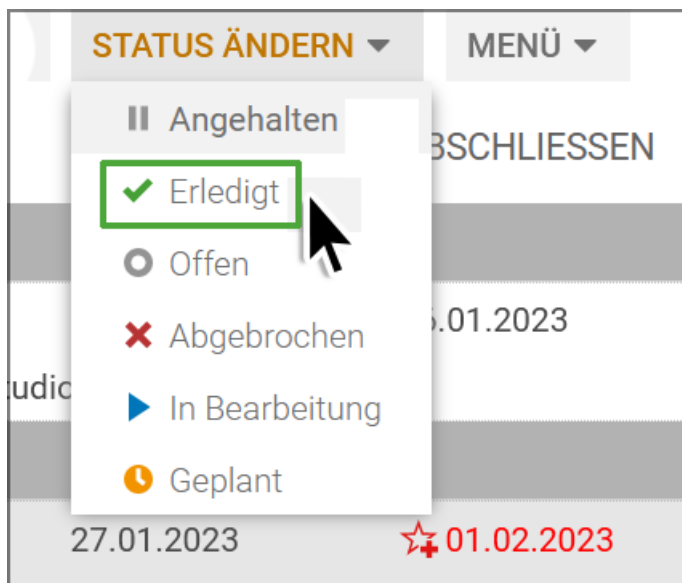 STATUS ÄNDERN MENÜ
Angehalten
Erledigt
Offen
Abgebrochen
In Bearbeitung
Geplant
BSCHLIESSEN
.01.2023
27.01.2023 01.02.2023